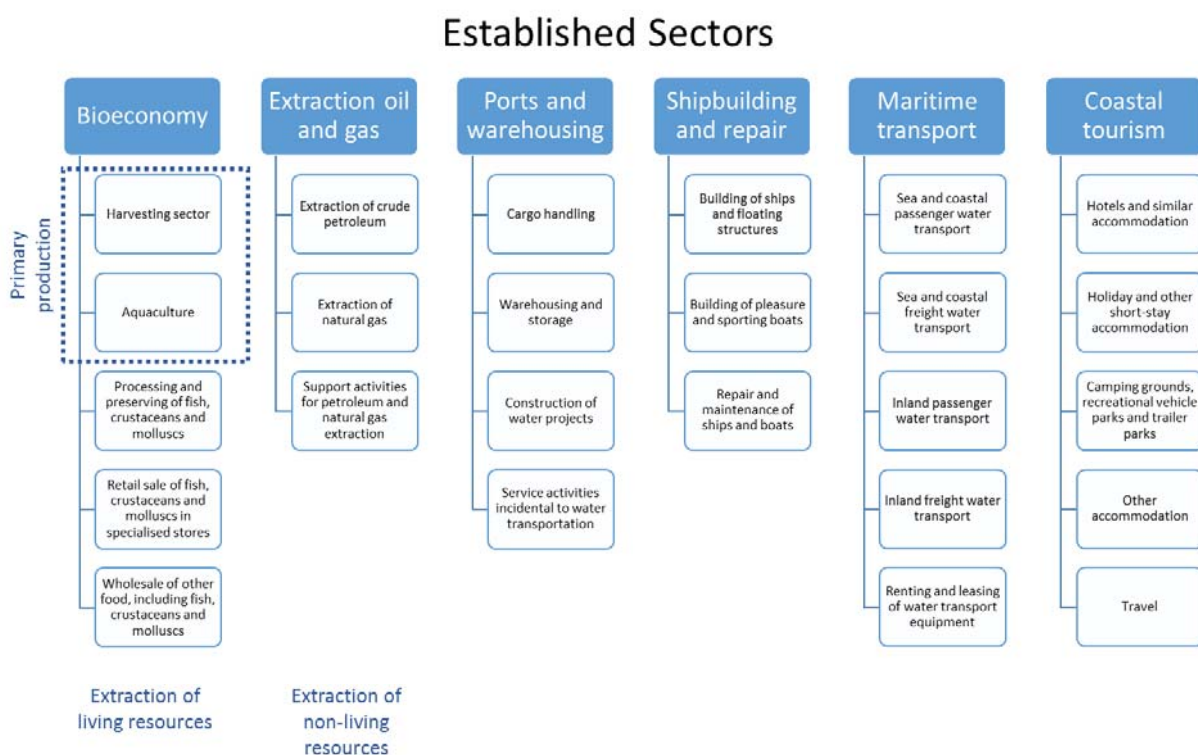 Established Sectors
Bioeconomy
Extraction oil
and gas
Ports and
warehousing
Shipbuilding
and repair
Maritime
transport
Coastal
tourism
Primary
production
Harvesting sector
Aquaculture
Processing and
preserving of fish,
crustaceans and
molluscs
Retail sale of fish,
crustaceans and
molluscs in
specialised stores
Wholesale of other
food, including fish,
crustaceans and
molluscs
Extraction of
living resources
Extraction of crude
petroleum
Extraction of
natural gas
Support activities
for petroleum and
natural gas
extraction
Extraction of
non-living
resources
Cargo handling
Warehousing and
storage
Construction of
water projects
Service activities
incidental to water
transportation
Building of ships
and floating
structures
Building of pleasure
and sporting boats
Repair and
maintenance of
ships and boats
Sea and coastal
passenger water
transport
Sea and coastal
freight water
transport
Inland passenger
water transport
Inland freight water
transport
Renting and leasing
of water transport
equipment
Hotels and similar
accommodation
Holiday and other
short-stay
accommodation
Camping grounds,
recreational vehicle
parks and trailer
parks
Other
accommodation
Travel